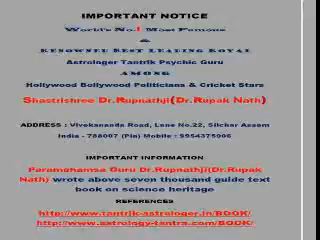 IMPORTANT NOTICE
World's No.1 Most Famous
&
Renowned Best Leading Royal
Astrologer Tantrik Psychic Guru
AMONG
Hollywood Bollywood Politicians & Cricket Stars
Shastrishree Dr.Rupnathji(Dr.Rupak Nath)
ADDRESS : Vivekananda Road, Lane No.22, Silchar Assam
India - 788007 (Pin) Mobile : 9954375906
IMPORTANT INFORMATION
Paramahamsa Guru Dr.Rupnathji(Dr.Rupak
Nath) wrote above seven thousand guide text
book on science heritage
REFERENCES
http://www.tantrik-astrologer.in/BOOK/
http://www.astrology-tantra.com/BOOK/